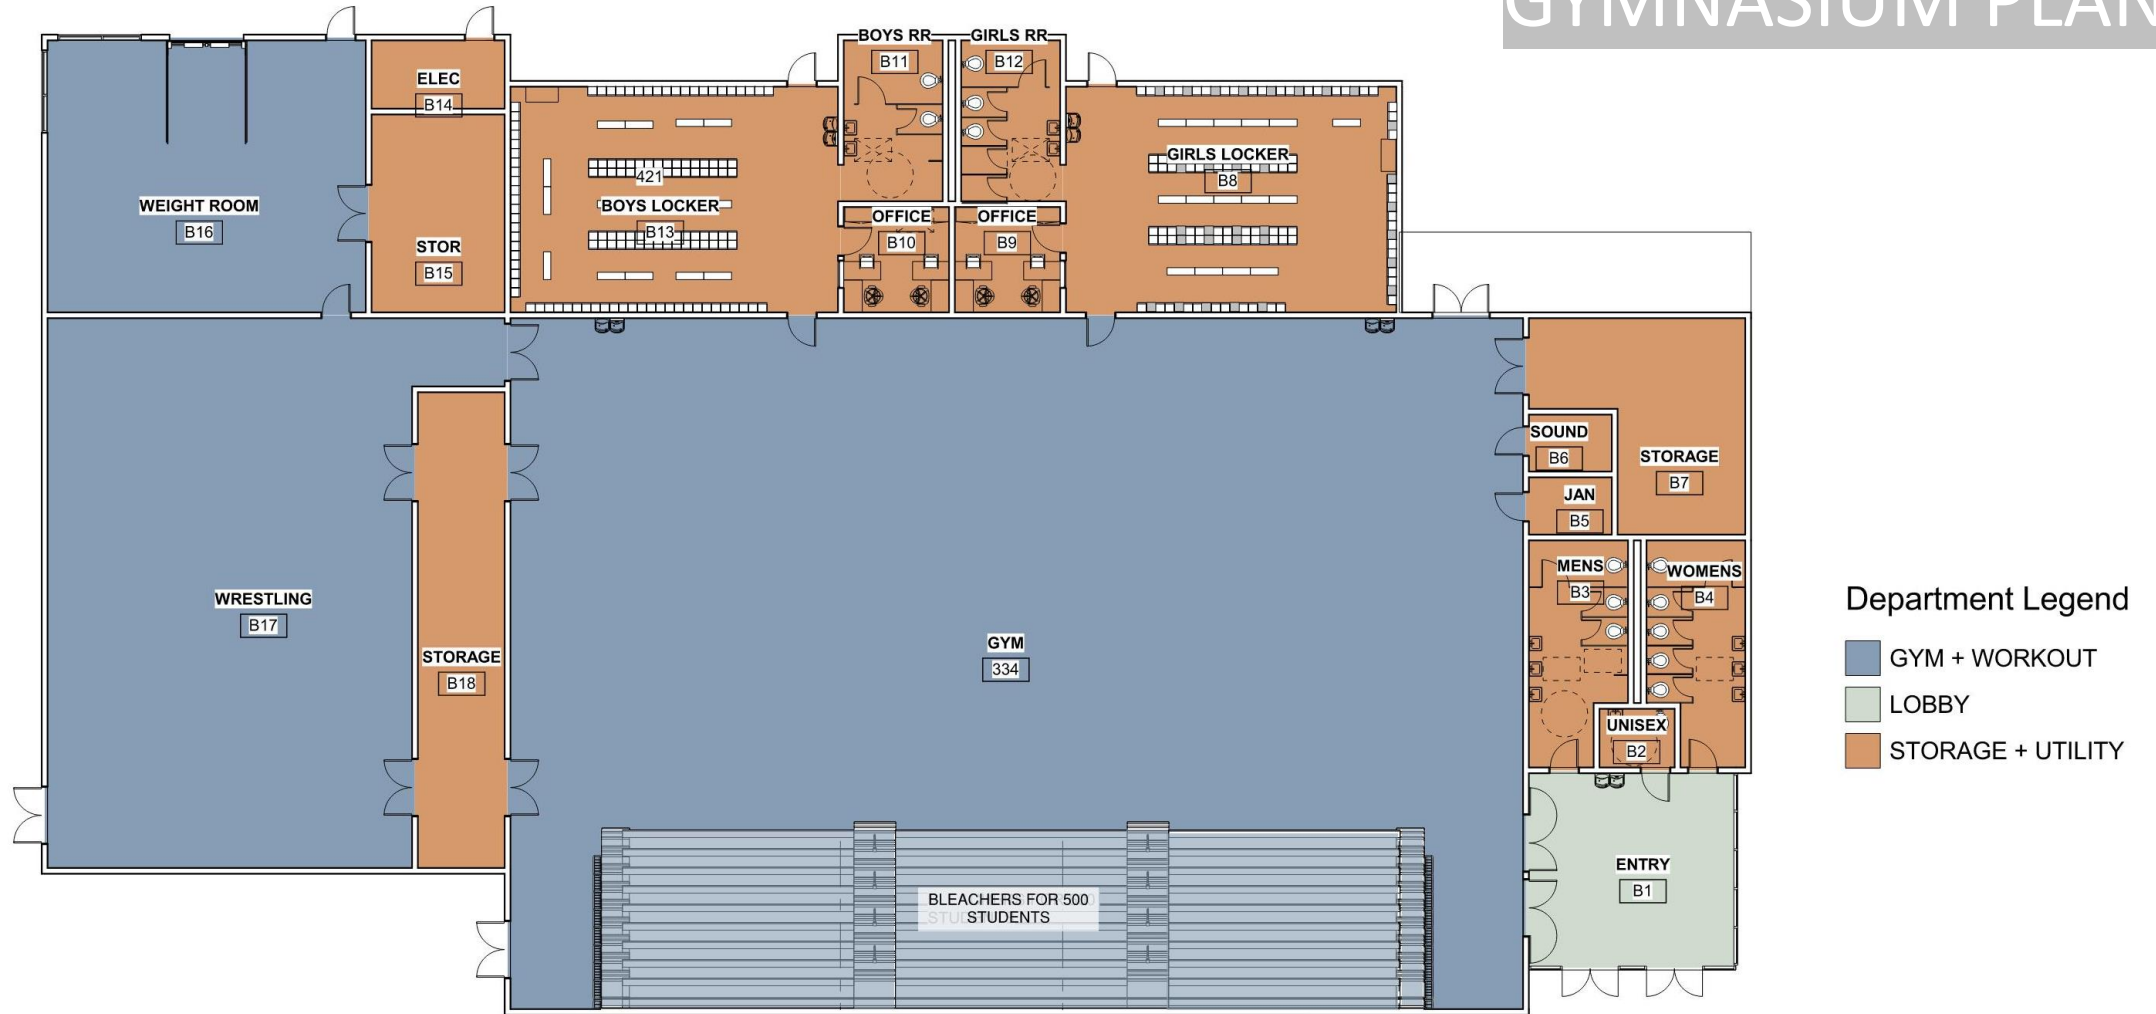 GYMNASIUM PLAN
BOYS RR
B11
GIRLS RR
B12
ELEC
B14
GIRLS LOCKER
B8
421
BOYS LOCKER
B13
WEIGHT ROOM
B16
OFFICE
B10
OFFICE
B9
STOR
B15
SOUND
B6
STORAGE
B7
JAN
B5
MENS
B3
WOMENS
B4
WRESTLING
B17
GYM
334
STORAGE
B18
UNISEX
B2
ENTRY
B1
BLEACHERS FOR 500
STUDENTS
Department Legend
GYM + WORKOUT
LOBBY
STORAGE + UTILITY